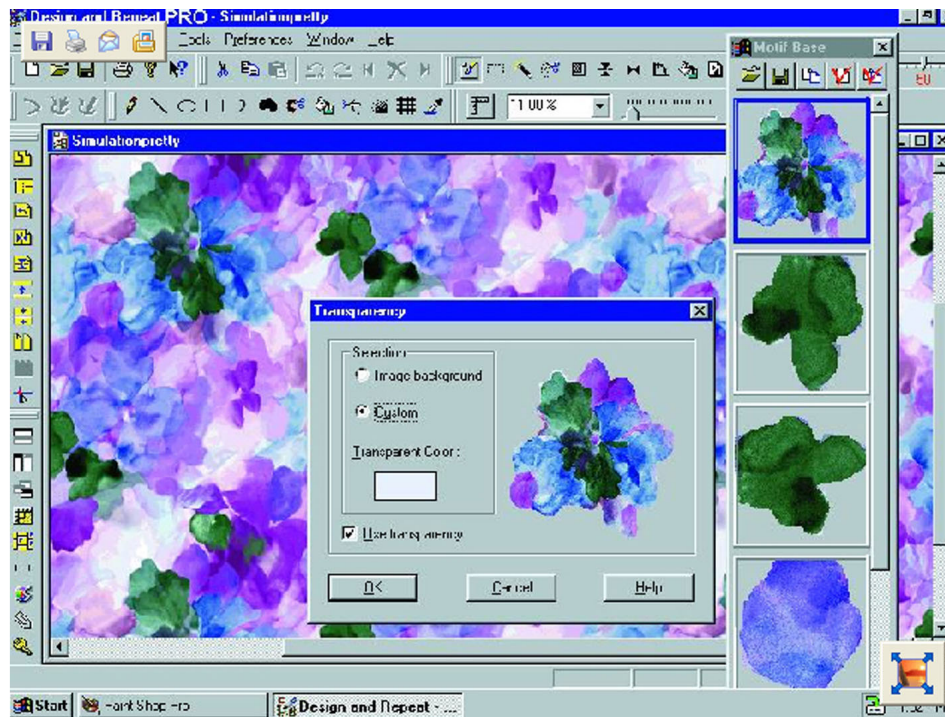 Design and Repeat PRO - Simulationpretty
Tools Preferences Window Help
Motif Base
Simulationpretty
Transparency
Selection
Image background
Custom
Transparent Color :
Use transparency
OK Cancel Help
Start Paint Shop Pro Design and Repeat - ...